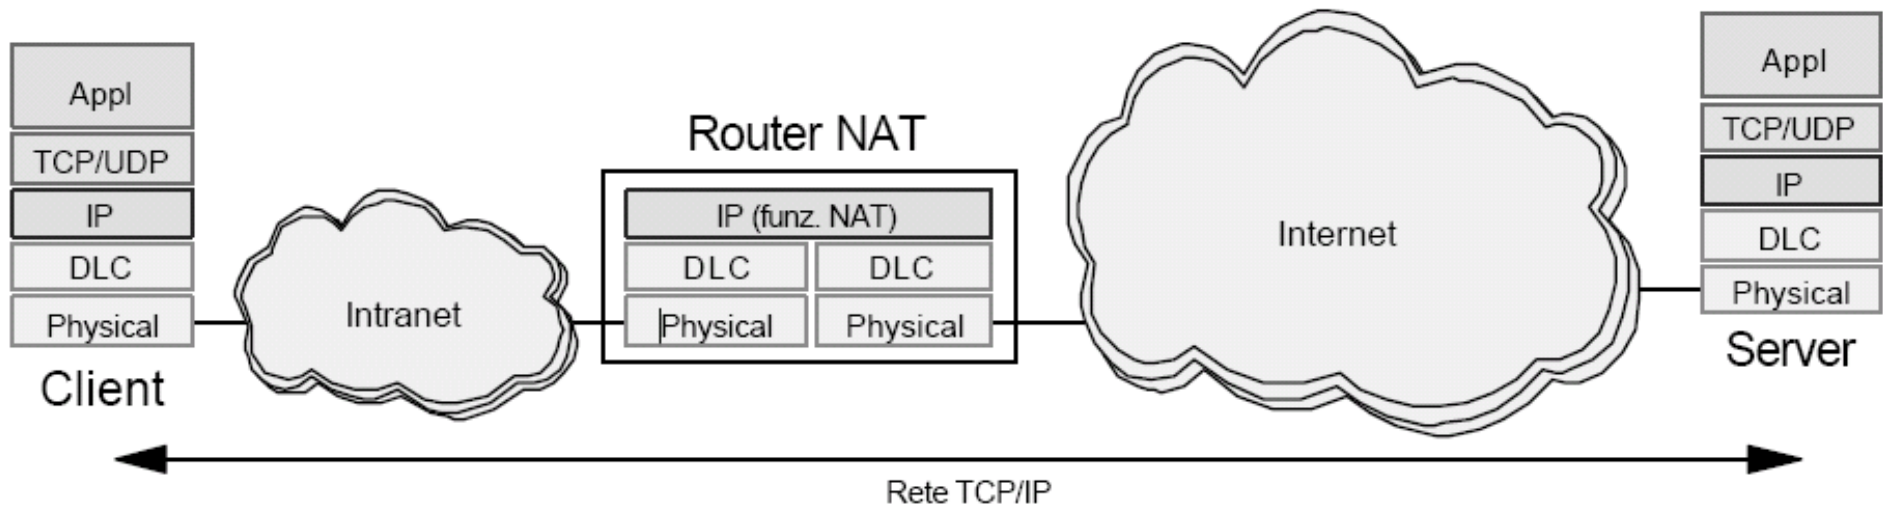 Appl
TCP/UDP
IP
DLC
Physical
Client
Intranet
Router NAT
IP (funz. NAT)
DLC DLC
Physical Physical
Internet
Appl
TCP/UDP
IP
DLC
Physical
Server
Rete TCP/IP